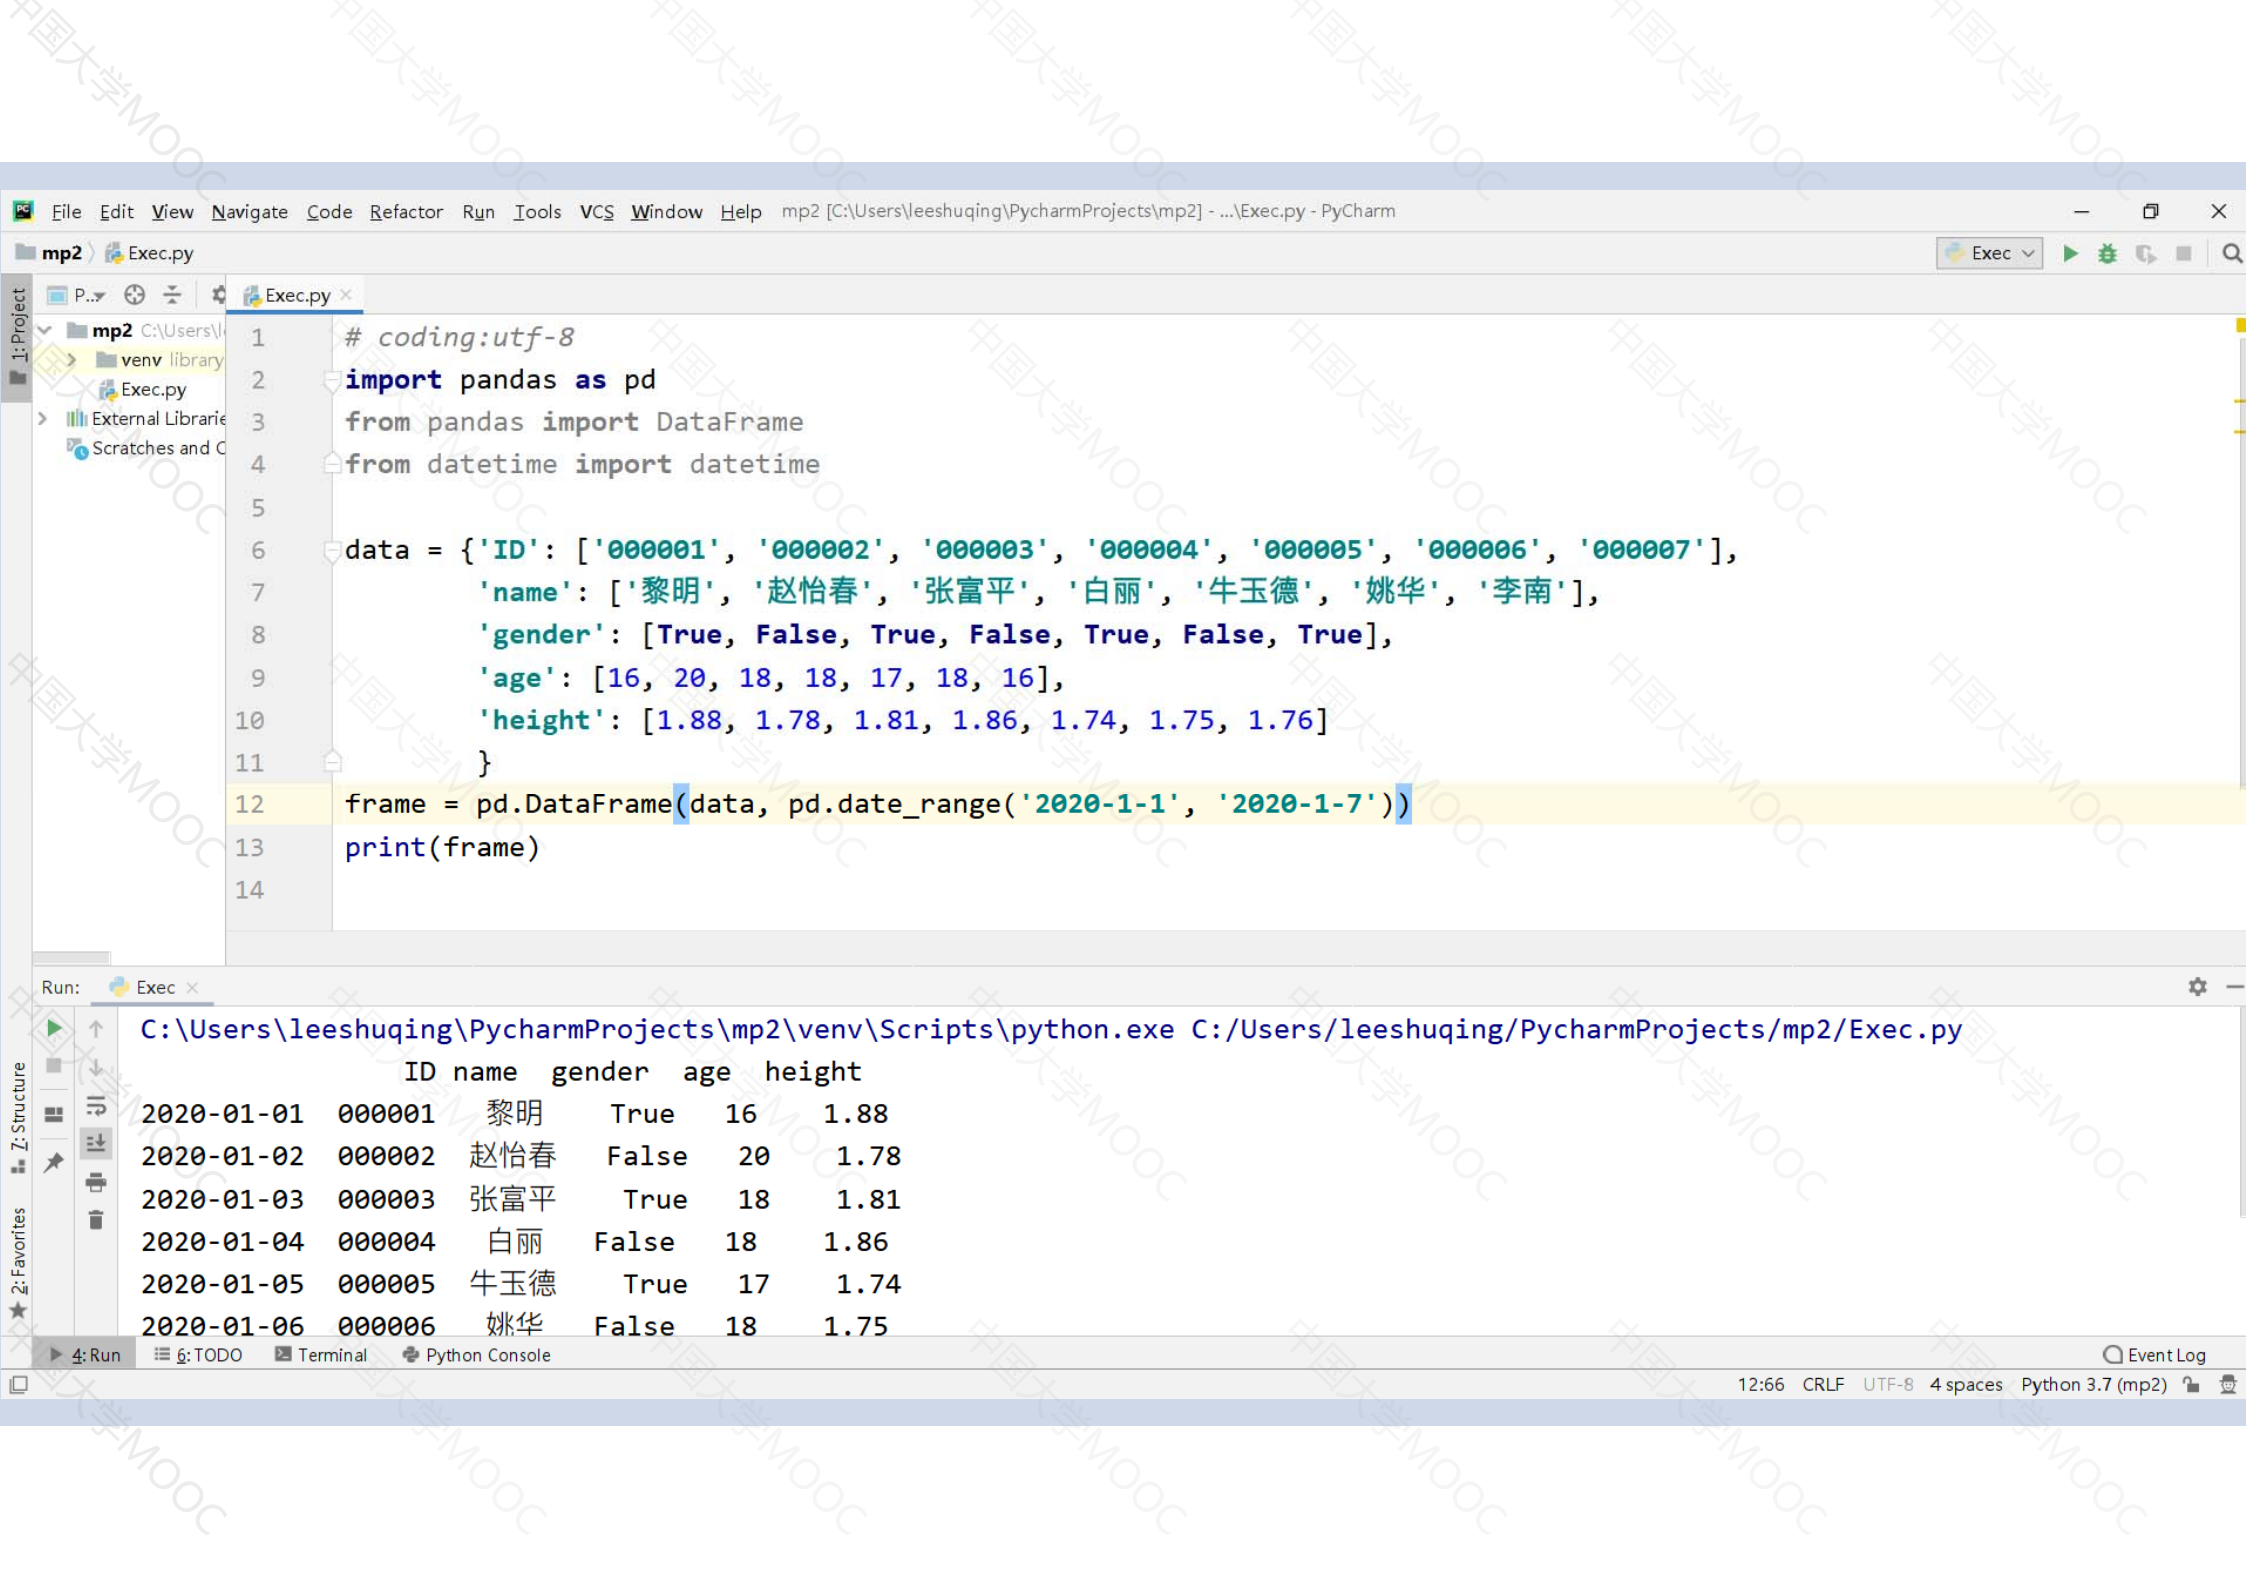 File Edit View Navigate Code Refactor Run Tools VCS Window Help mp2 [C:\Users\leeshuqing\PycharmProjects\mp2] - ...\Exec.py - PyCharm
mp2 Exec.py Exec
1: Project P.. Exec.py
mp2 C:\Users\l
venv library
Exec.py
External Librarie
Scratches and C
1 # coding:utf-8
2 import pandas as pd
3 from pandas import DataFrame
4 from datetime import datetime
5
6 data = {'ID': ['000001', '000002', '000003', '000004', '000005', '000006', '000007'],
7 'name': ['黎明', '赵怡春', '张富平', '白丽', '牛玉德', '姚华', '李南'],
8 'gender': [True, False, True, False, True, False, True],
9 'age': [16, 20, 18, 18, 17, 18, 16],
10 'height': [1.88, 1.78, 1.81, 1.86, 1.74, 1.75, 1.76]
11 }
12 frame = pd.DataFrame(data, pd.date_range('2020-1-1', '2020-1-7'))
13 print(frame)
14
Run: Exec
C:\Users\leeshuqing\PycharmProjects\mp2\venv\Scripts\python.exe C:/Users/leeshuqing/PycharmProjects/mp2/Exec.py
ID name gender age height
2020-01-01 000001 黎明 True 16 1.88
2020-01-02 000002 赵怡春 False 20 1.78
2020-01-03 000003 张富平 True 18 1.81
2020-01-04 000004 白丽 False 18 1.86
2020-01-05 000005 牛玉德 True 17 1.74
2020-01-06 000006 姚华 False 18 1.75
Z: Structure
2: Favorites
4: Run 6: TODO Terminal Python Console Event Log
12:66 CRLF UTF-8 4 spaces Python 3.7 (mp2)
中国大学MOOC